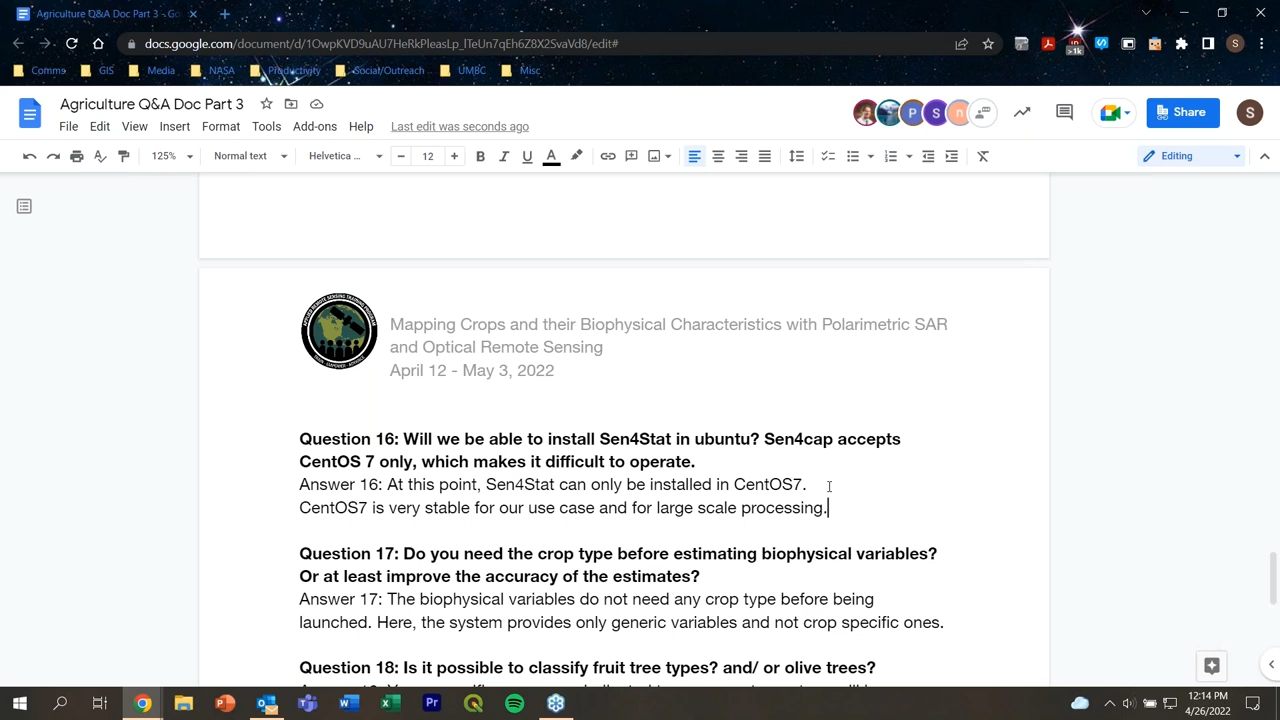 Agriculture Q&A Doc Part 3 - Go
docs.google.com/document/d/1OwpKVD9uAU7HeRkPleasLp_lTeUn7qEh6Z8X2SvaVd8/edit#
>1k
S
Comms GIS Media NASA Productivity Social/Outreach UMBC Misc
Agriculture Q&A Doc Part 3
P S n
Share
S
File Edit View Insert Format Tools Add-ons Help Last edit was seconds ago
125% Normal text Helvetica ... 12 B I U A Editing
Mapping Crops and their Biophysical Characteristics with Polarimetric SAR
and Optical Remote Sensing
April 12 - May 3, 2022
Question 16: Will we be able to install Sen4Stat in ubuntu? Sen4cap accepts
CentOS 7 only, which makes it difficult to operate.
Answer 16: At this point, Sen4Stat can only be installed in CentOS7.
CentOS7 is very stable for our use case and for large scale processing.
Question 17: Do you need the crop type before estimating biophysical variables?
Or at least improve the accuracy of the estimates?
Answer 17: The biophysical variables do not need any crop type before being
launched. Here, the system provides only generic variables and not crop specific ones.
Question 18: Is it possible to classify fruit tree types? and/ or olive trees?
12:14 PM
4/26/2022